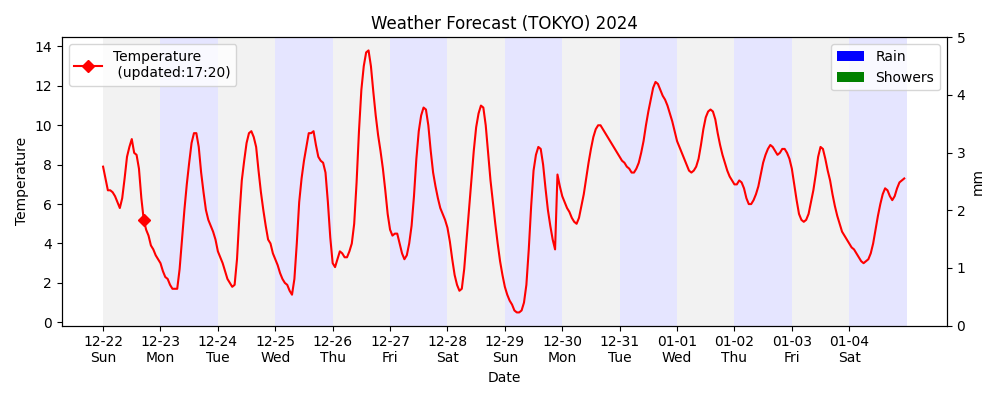 Weather Forecast (TOKYO) 2024
Temperature
(updated:17:20)
Rain
Showers
Temperature
14
12
10
8
6
4
2
0
5
4
3
2
1
0
mm
12-22 12-23 12-24 12-25 12-26 12-27 12-28 12-29 12-30 12-31 01-01 01-02 01-03 01-04
Sun Mon Tue Wed Thu Fri Sat Sun Mon Tue Wed Thu Fri Sat
Date